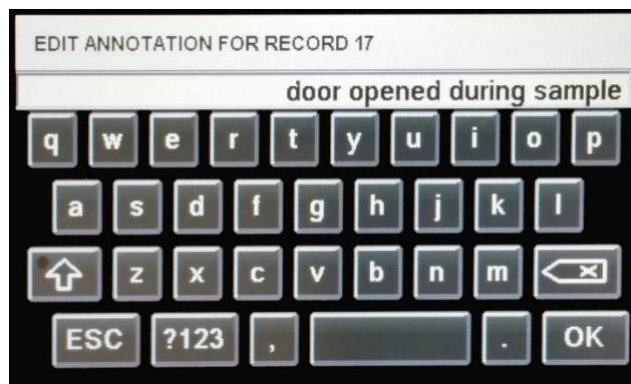 EDIT ANNOTATION FOR RECORD 17
door opened during sample
q w e r t y u i o p
a s d f g h j k l
z x c v b n m
ESC ?123 , . OK